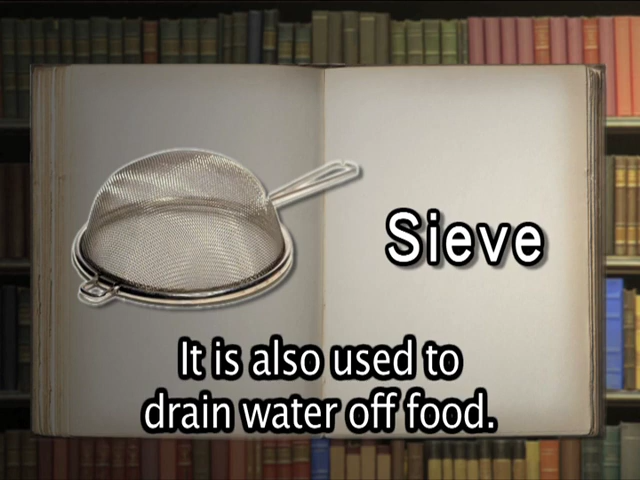 Sieve
It is also used to
drain water off food.